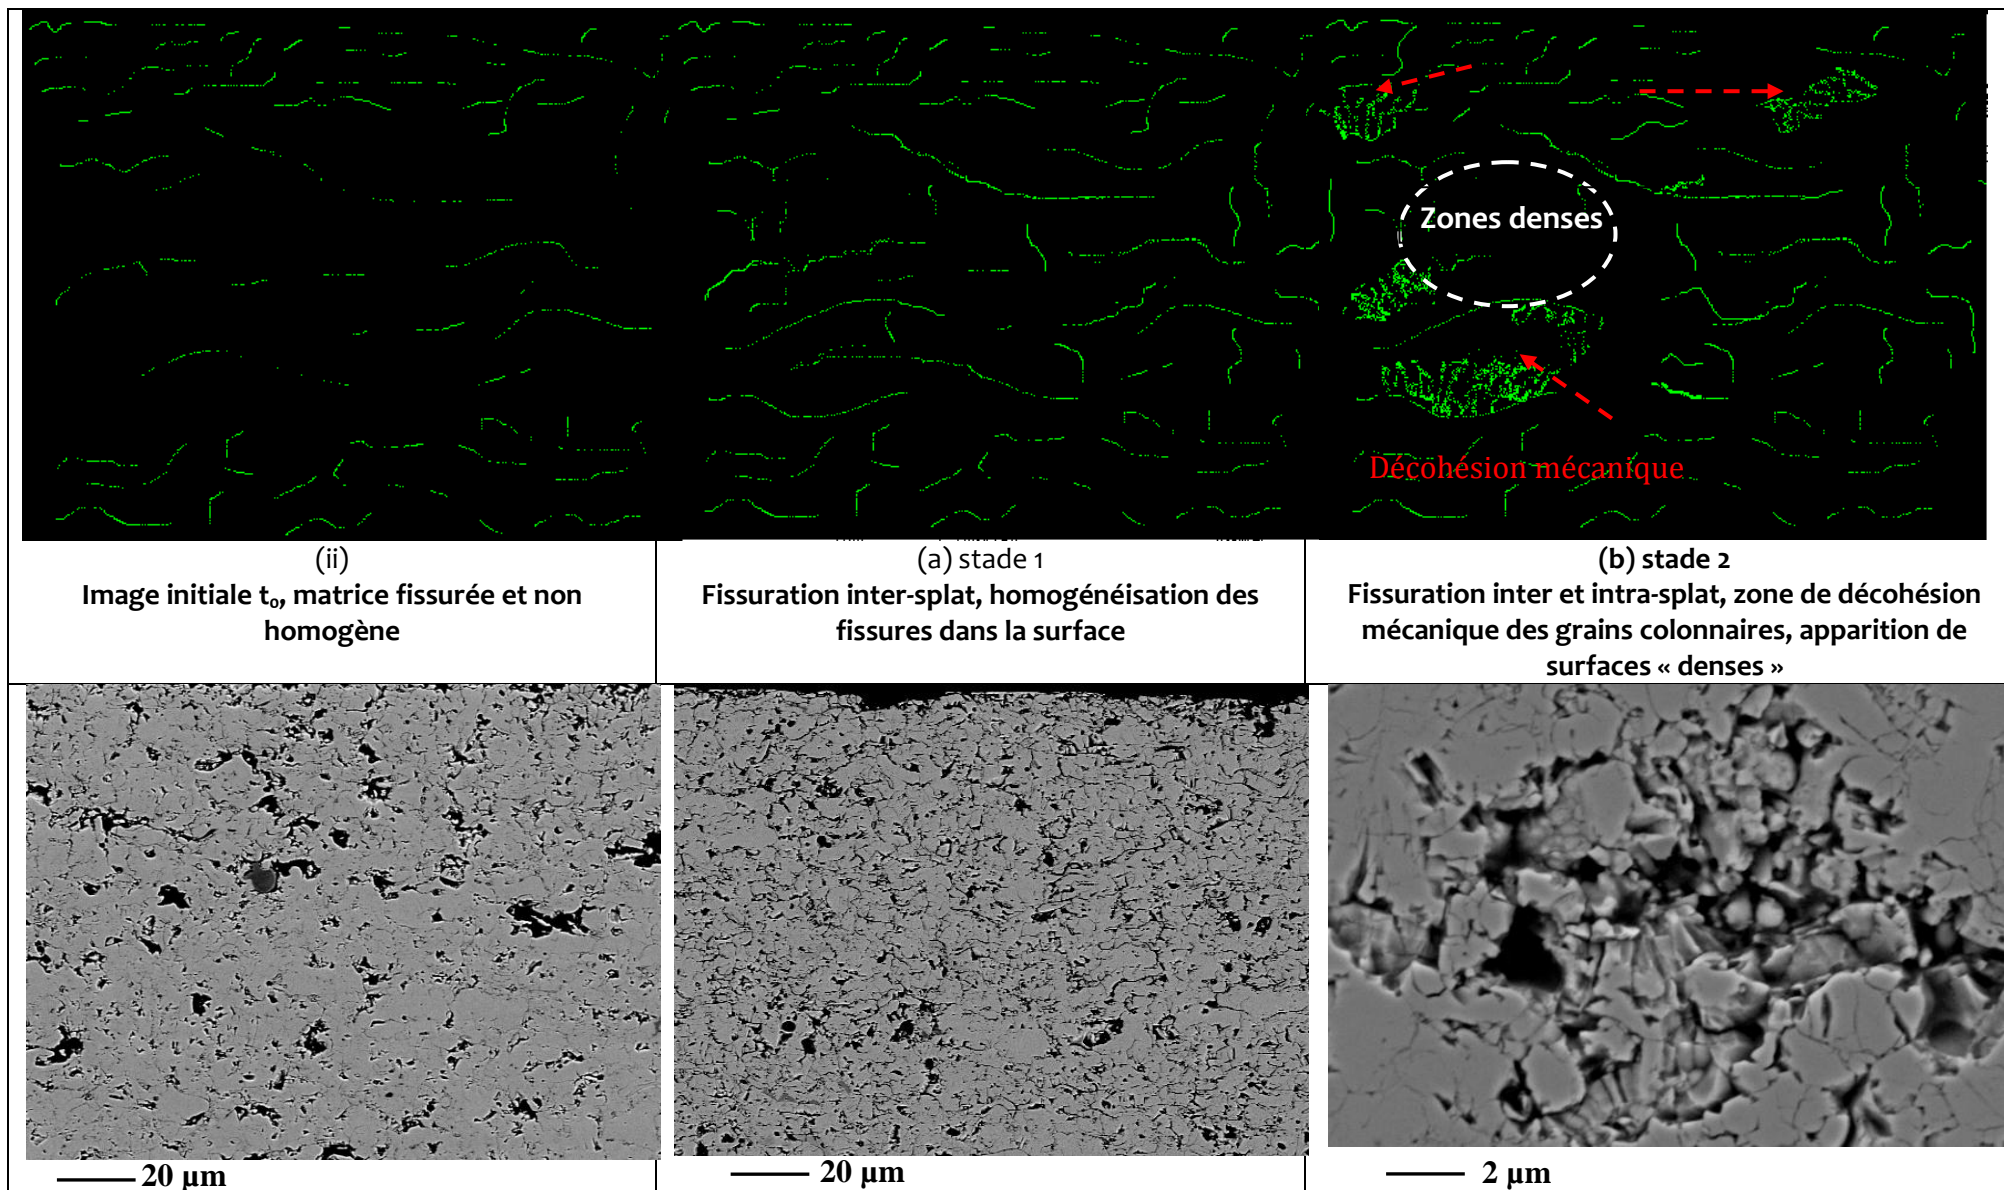 Zones denses
Décohésion mécanique
(ii)
Image initiale t₀, matrice fissurée et non
homogène
(a) stade 1
Fissuration inter-splat, homogénéisation des
fissures dans la surface
(b) stade 2
Fissuration inter et intra-splat, zone de décohésion
mécanique des grains colonnaires, apparition de
surfaces « denses »
20 µm
20 µm
2 µm